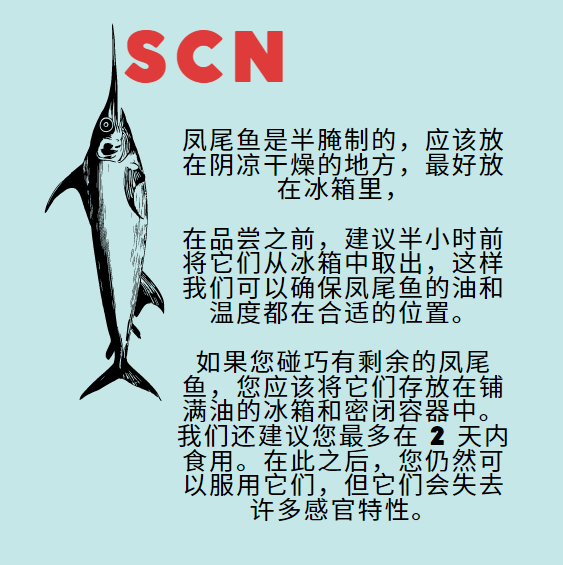 SCN
凤尾鱼是半腌制的，应该放
在阴凉干燥的地方，最好放
在冰箱里，
在品尝之前，建议半小时前
将它们从冰箱中取出，这样
我们可以确保凤尾鱼的油和
温度都在合适的位置。
如果您碰巧有剩余的凤尾
鱼，您应该将它们存放在铺
满油的冰箱和密闭容器中。
我们还建议您最多在 2 天内
食用。在此之后，您仍然可
以服用它们，但它们会失去
许多感官特性。